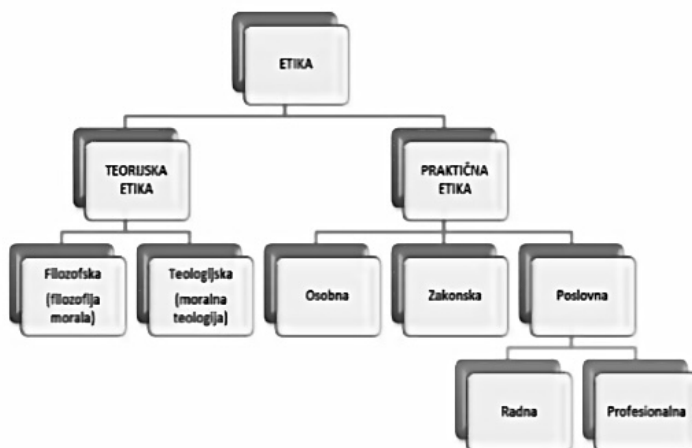 ETIKA
TEORIJSKA
ETIKA
PRAKTIČNA
ETIKA
Filozofska
(filozofija
morala)
Teologijska
(moralna
teologija)
Osobna
Zakonska
Poslovna
Radna
Profesionalna